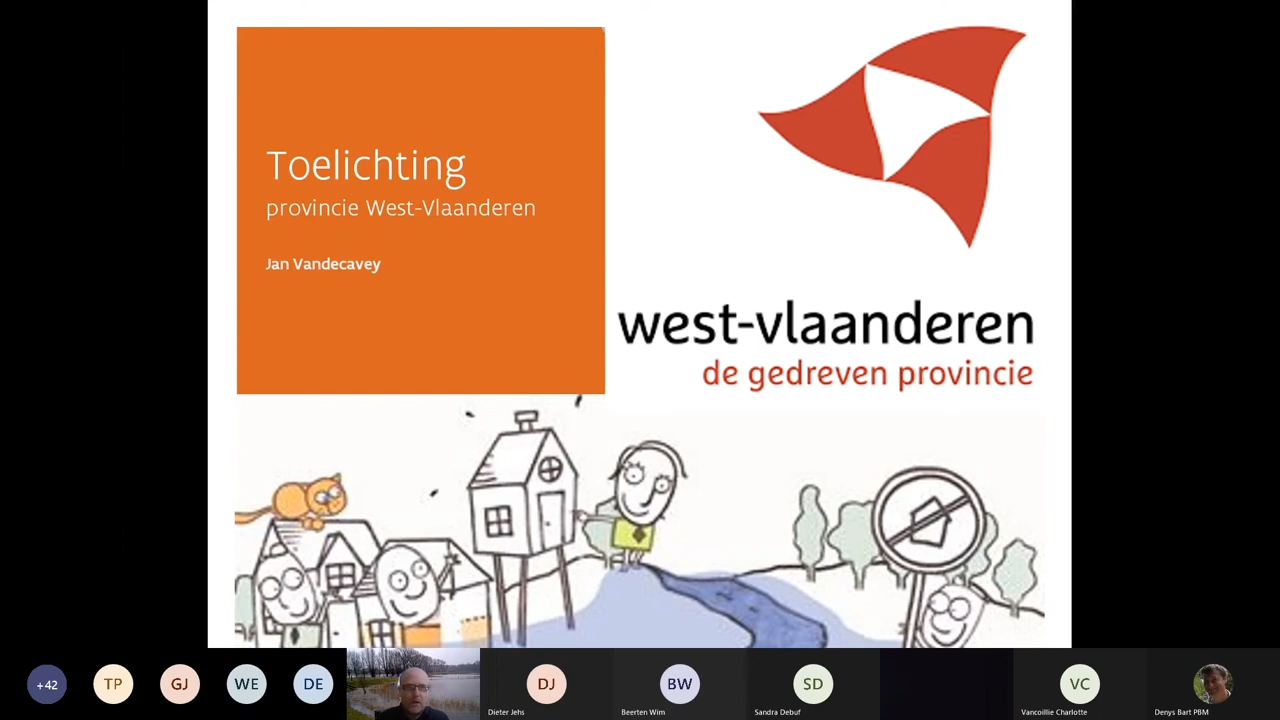 Toelichting
provincie West-Vlaanderen
Jan Vandecavey
west-vlaanderen
de gedreven provincie
+42
TP
GJ
WE
DE
DJ
Dieter Jehs
BW
Beerten Wim
SD
Sandra Debuf
VC
Vancoillie Charlotte
Denys Bart PBM